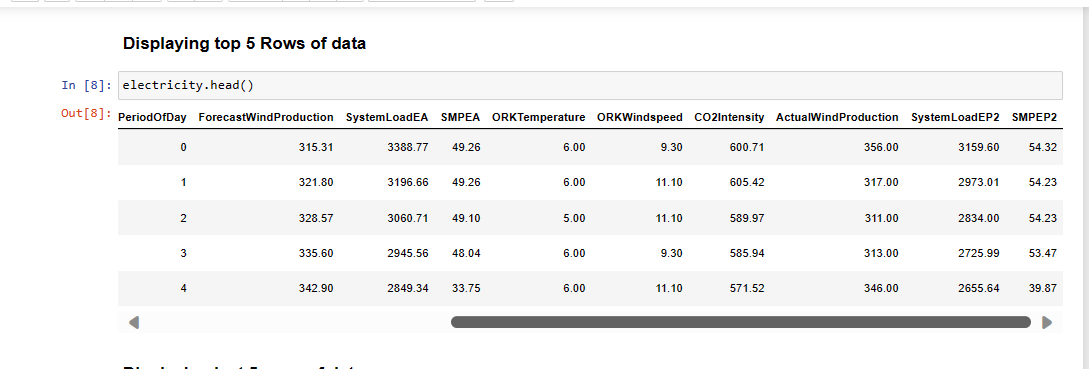 Displaying top 5 Rows of data
In [8]: electricity.head()
Out[8]: PeriodOfDay ForecastWindProduction SystemLoadEA SMPEA ORKTemperature ORKWindspeed CO2Intensity ActualWindProduction SystemLoadEP2 SMPEP2
0 315.31 3388.77 49.26 6.00 9.30 600.71 356.00 3159.60 54.32
1 321.80 3196.66 49.26 6.00 11.10 605.42 317.00 2973.01 54.23
2 328.57 3060.71 49.10 5.00 11.10 589.97 311.00 2834.00 54.23
3 335.60 2945.56 48.04 6.00 9.30 585.94 313.00 2725.99 53.47
4 342.90 2849.34 33.75 6.00 11.10 571.52 346.00 2655.64 39.87